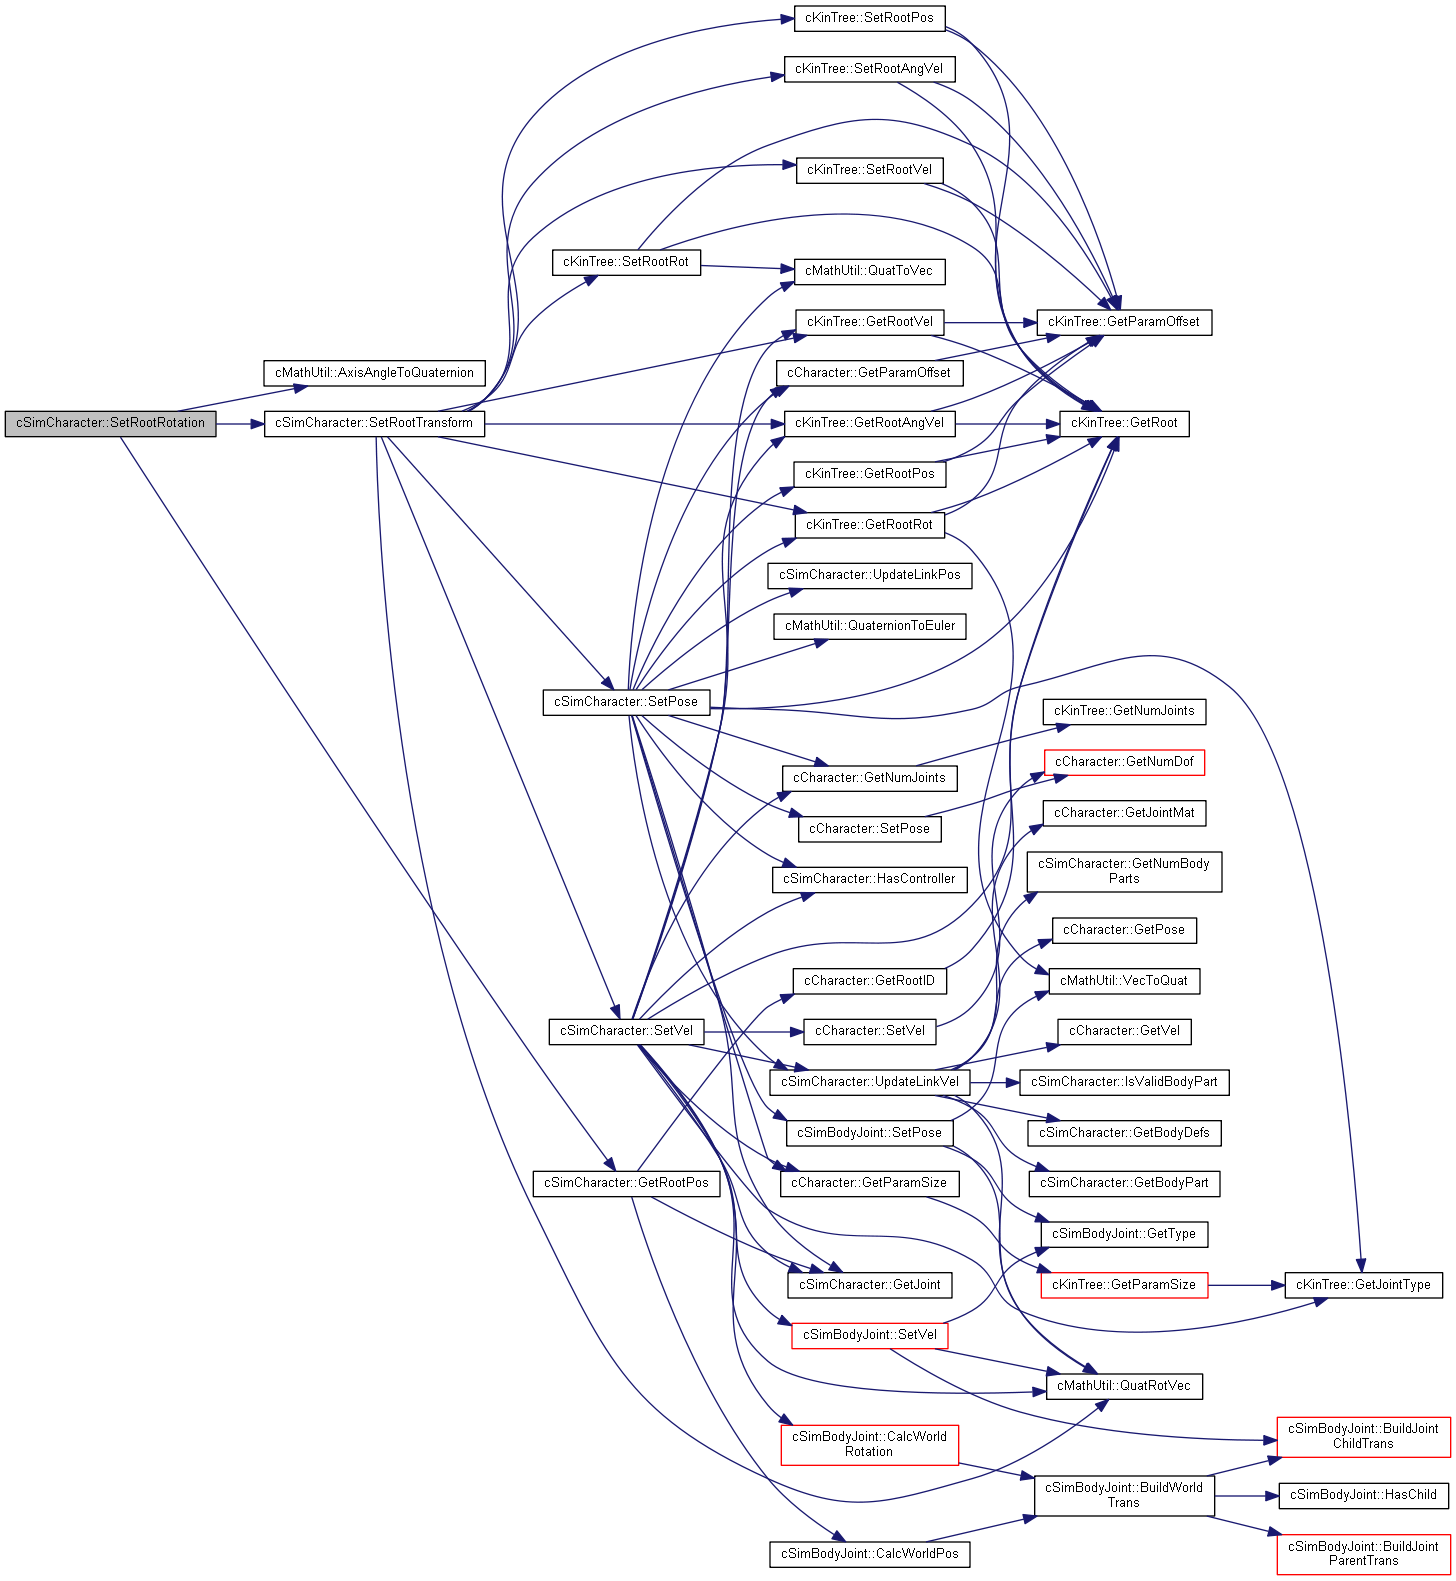 cKinTree::SetRootPos
cKinTree::SetRootAngVel
cKinTree::SetRootVel
cKinTree::SetRootRot
cMathUtil::QuatToVec
cKinTree::GetRootVel
cKinTree::GetParamOffset
cMathUtil::AxisAngleToQuaternion
cCharacter::GetParamOffset
cSimCharacter::SetRootRotation
cSimCharacter::SetRootTransform
cKinTree::GetRootAngVel
cKinTree::GetRoot
cKinTree::GetRootPos
cKinTree::GetRootRot
cSimCharacter::UpdateLinkPos
cMathUtil::QuaternionToEuler
cSimCharacter::SetPose
cKinTree::GetNumJoints
cCharacter::GetNumDof
cCharacter::GetNumJoints
cCharacter::GetJointMat
cCharacter::SetPose
cSimCharacter::GetNumBody
Parts
cSimCharacter::HasController
cCharacter::GetPose
cCharacter::GetRootID
cMathUtil::VecToQuat
cSimCharacter::SetVel
cCharacter::SetVel
cCharacter::GetVel
cSimCharacter::UpdateLinkVel
cSimCharacter::IsValidBodyPart
cSimBodyJoint::SetPose
cSimCharacter::GetBodyDefs
cSimCharacter::GetRootPos
cCharacter::GetParamSize
cSimCharacter::GetBodyPart
cSimBodyJoint::GetType
cSimCharacter::GetJoint
cKinTree::GetParamSize
cKinTree::GetJointType
cSimBodyJoint::SetVel
cMathUtil::QuatRotVec
cSimBodyJoint::CalcWorld
Rotation
cSimBodyJoint::BuildJoint
ChildTrans
cSimBodyJoint::BuildWorld
Trans
cSimBodyJoint::HasChild
cSimBodyJoint::CalcWorldPos
cSimBodyJoint::BuildJoint
ParentTrans